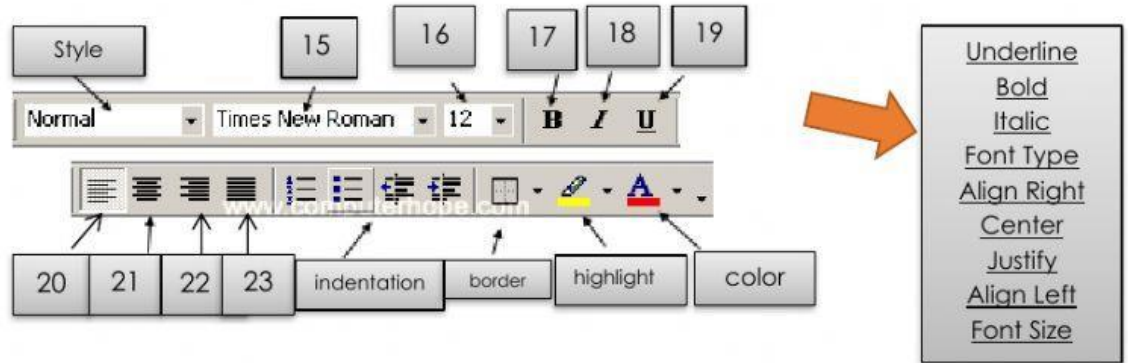 Style
15
16
17
18
19
Normal
Times New Roman
12
B
I
U
www.computerhope.com
A
20
21
22
23
indentation
border
highlight
color
Underline
Bold
Italic
Font Type
Align Right
Center
Justify
Align Left
Font Size